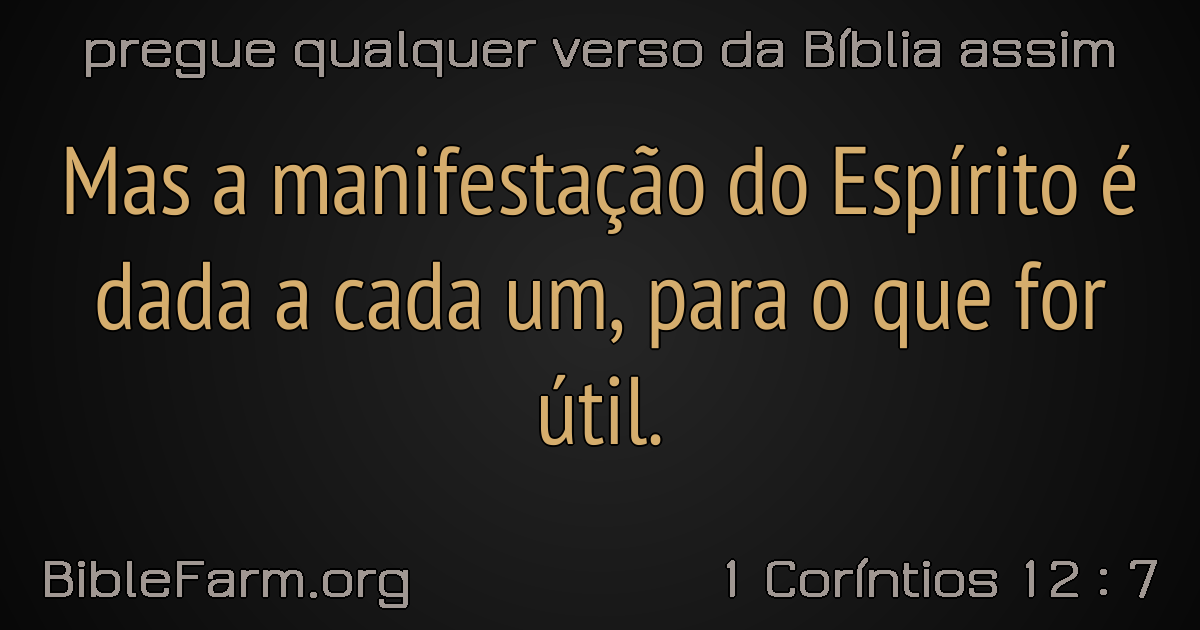 pregue qualquer verso da Bíblia assim
Mas a manifestação do Espírito é
dada a cada um, para o que for
útil.
BibleFarm.org
1 Coríntios 12 : 7